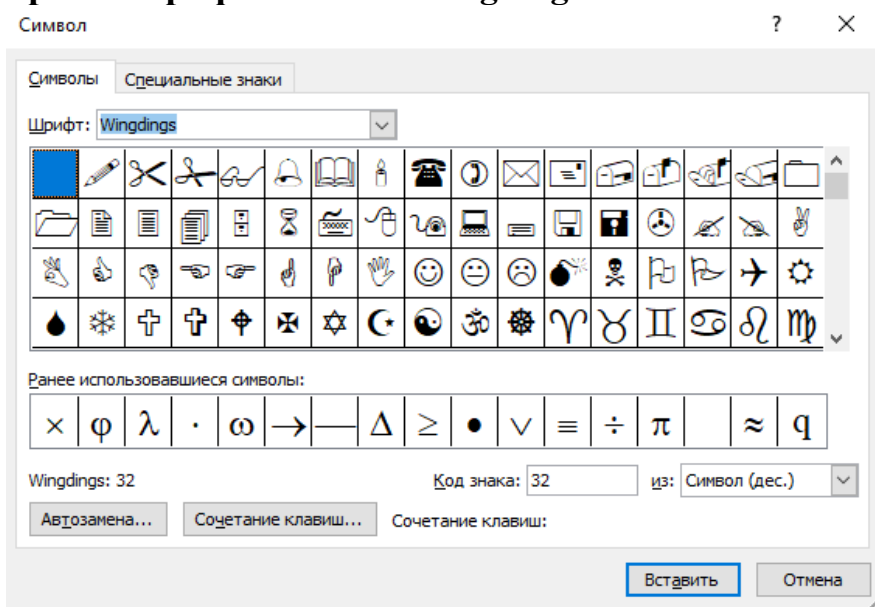 Символ ? ×
Символы Специальные знаки
Шрифт: Wingdings
Ранее использовавшиеся символы:
× φ λ · ω → — Δ ≥ ● ∨ ≡ ÷ π ≈ q
Wingdings: 32 Код знака: 32 из: Символ (дес.)
Автозамена... Сочетание клавиш... Сочетание клавиш:
Вставить Отмена